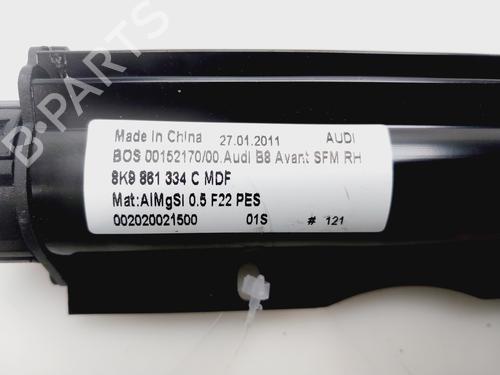 Made In China 27.01.2011 AUDI
BOS 00152170/00.Audi B8 Avant SFM RH
8K9 861 334 C MDF
Mat:AlMgSi 0.5 F22 PES
002020021500 01S # 121
B-PARTS